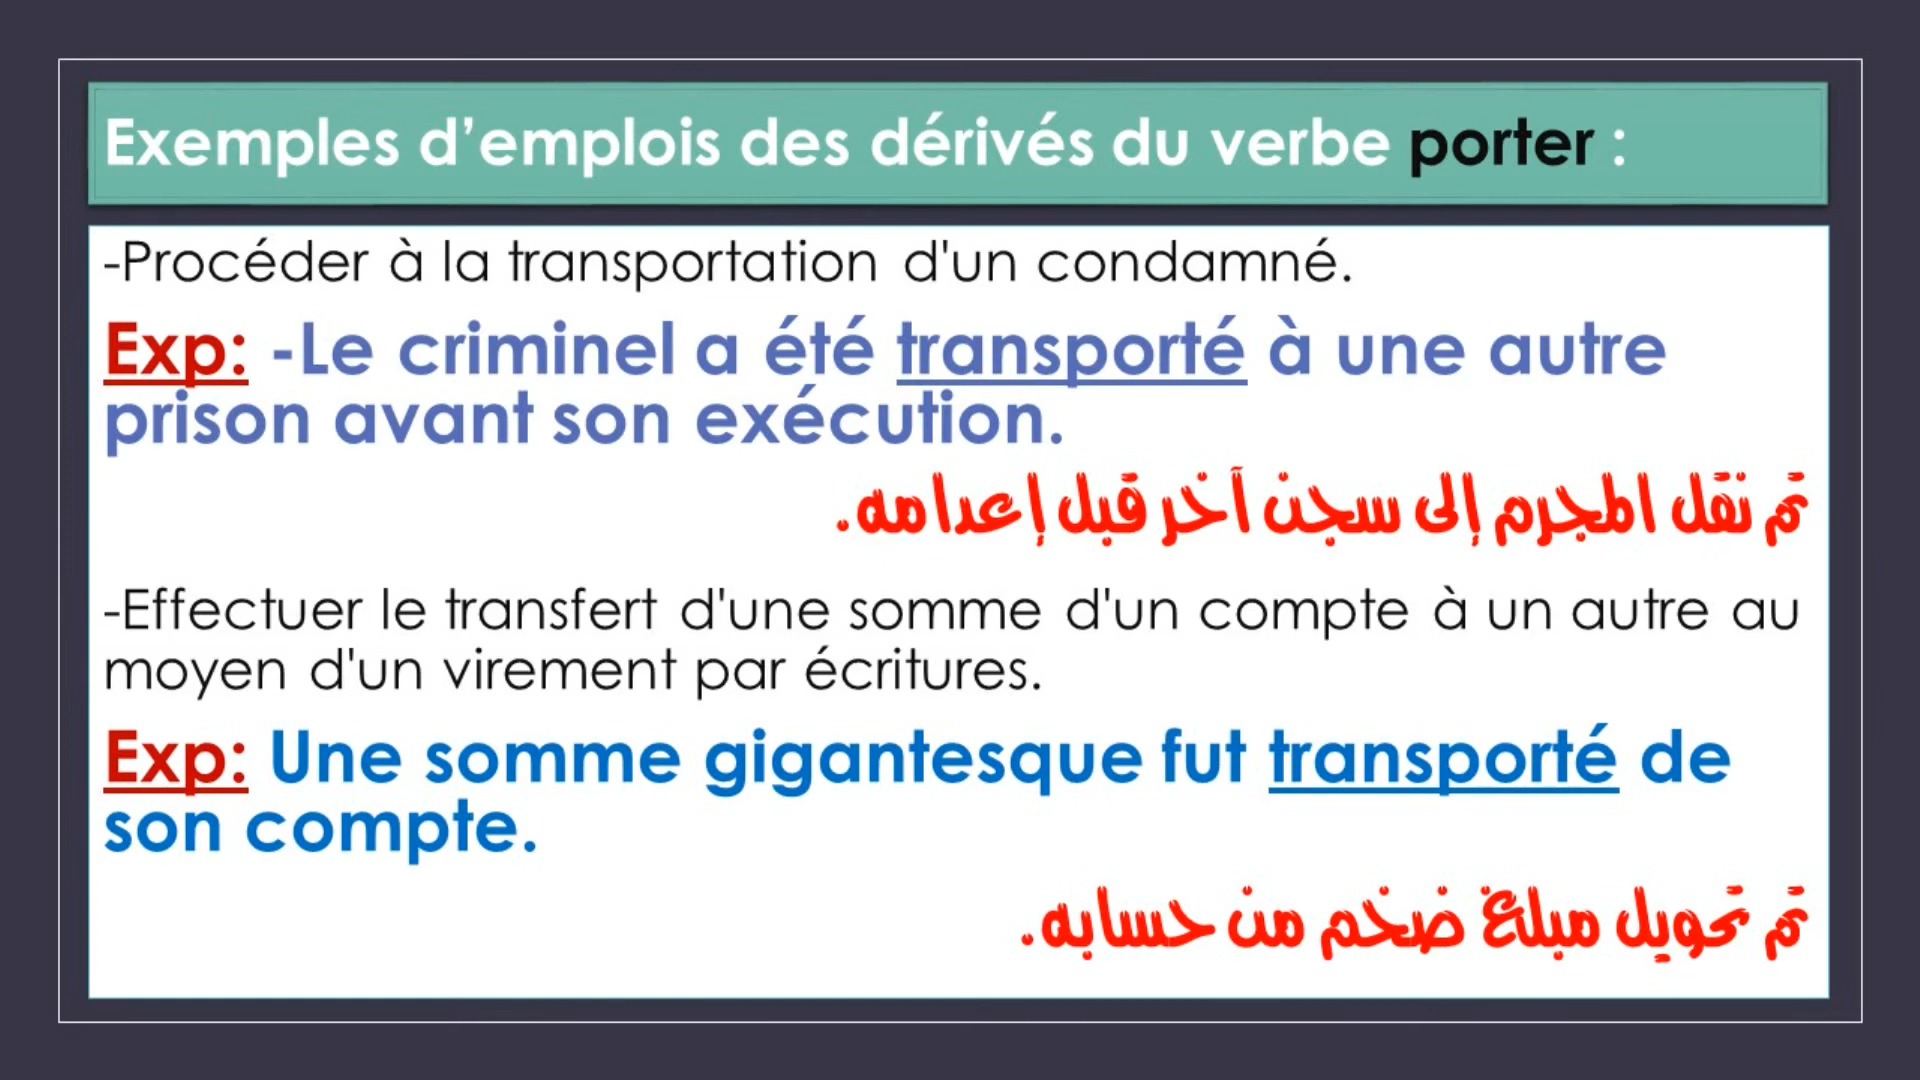 Exemples d’emplois des dérivés du verbe porter :
-Procéder à la transportation d'un condamné.
Exp: -Le criminel a été transporté à une autre
prison avant son exécution.
تم نقل المجرم إلى سجن آخر قبل إعدامه.
-Effectuer le transfert d'une somme d'un compte à un autre au
moyen d'un virement par écritures.
Exp: Une somme gigantesque fut transporté de
son compte.
تم تحويل مبلغ ضخم من حسابه.